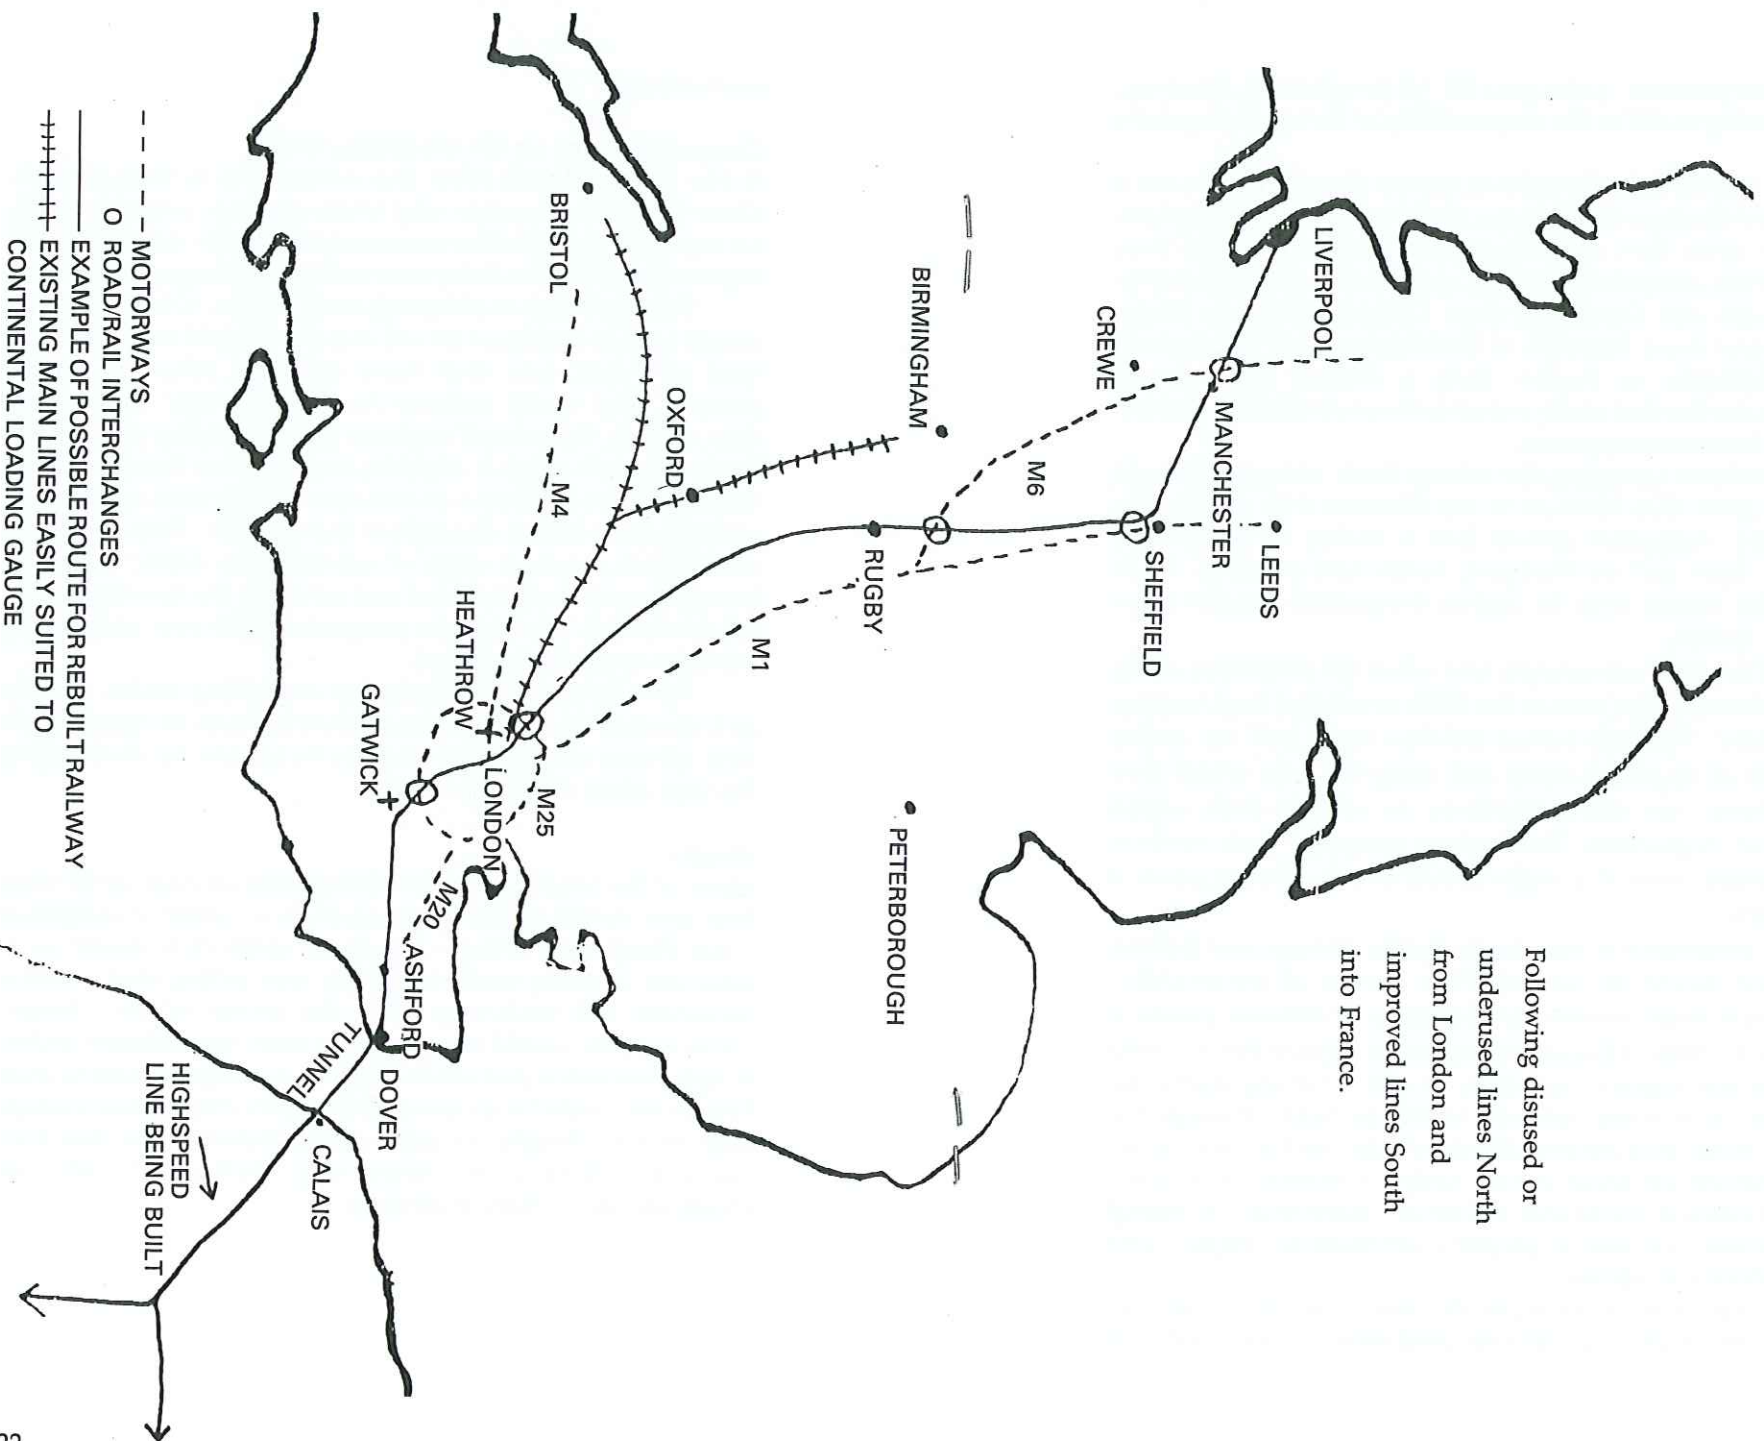 Following disused or
underused lines North
from London and
improved lines South
into France.
LIVERPOOL
MANCHESTER
LEEDS
SHEFFIELD
CREWE
M6
BIRMINGHAM
RUGBY
PETERBOROUGH
M1
OXFORD
BRISTOL
M4
HEATHROW
M25
LONDON
GATWICK
M20
ASHFORD
DOVER
TUNNEL
CALAIS
HIGHSPEED
LINE BEING BUILT
MOTORWAYS
O ROAD/RAIL INTERCHANGES
EXAMPLE OF POSSIBLE ROUTE FOR REBUILT RAILWAY
EXISTING MAIN LINES EASILY SUITED TO
CONTINENTAL LOADING GAUGE